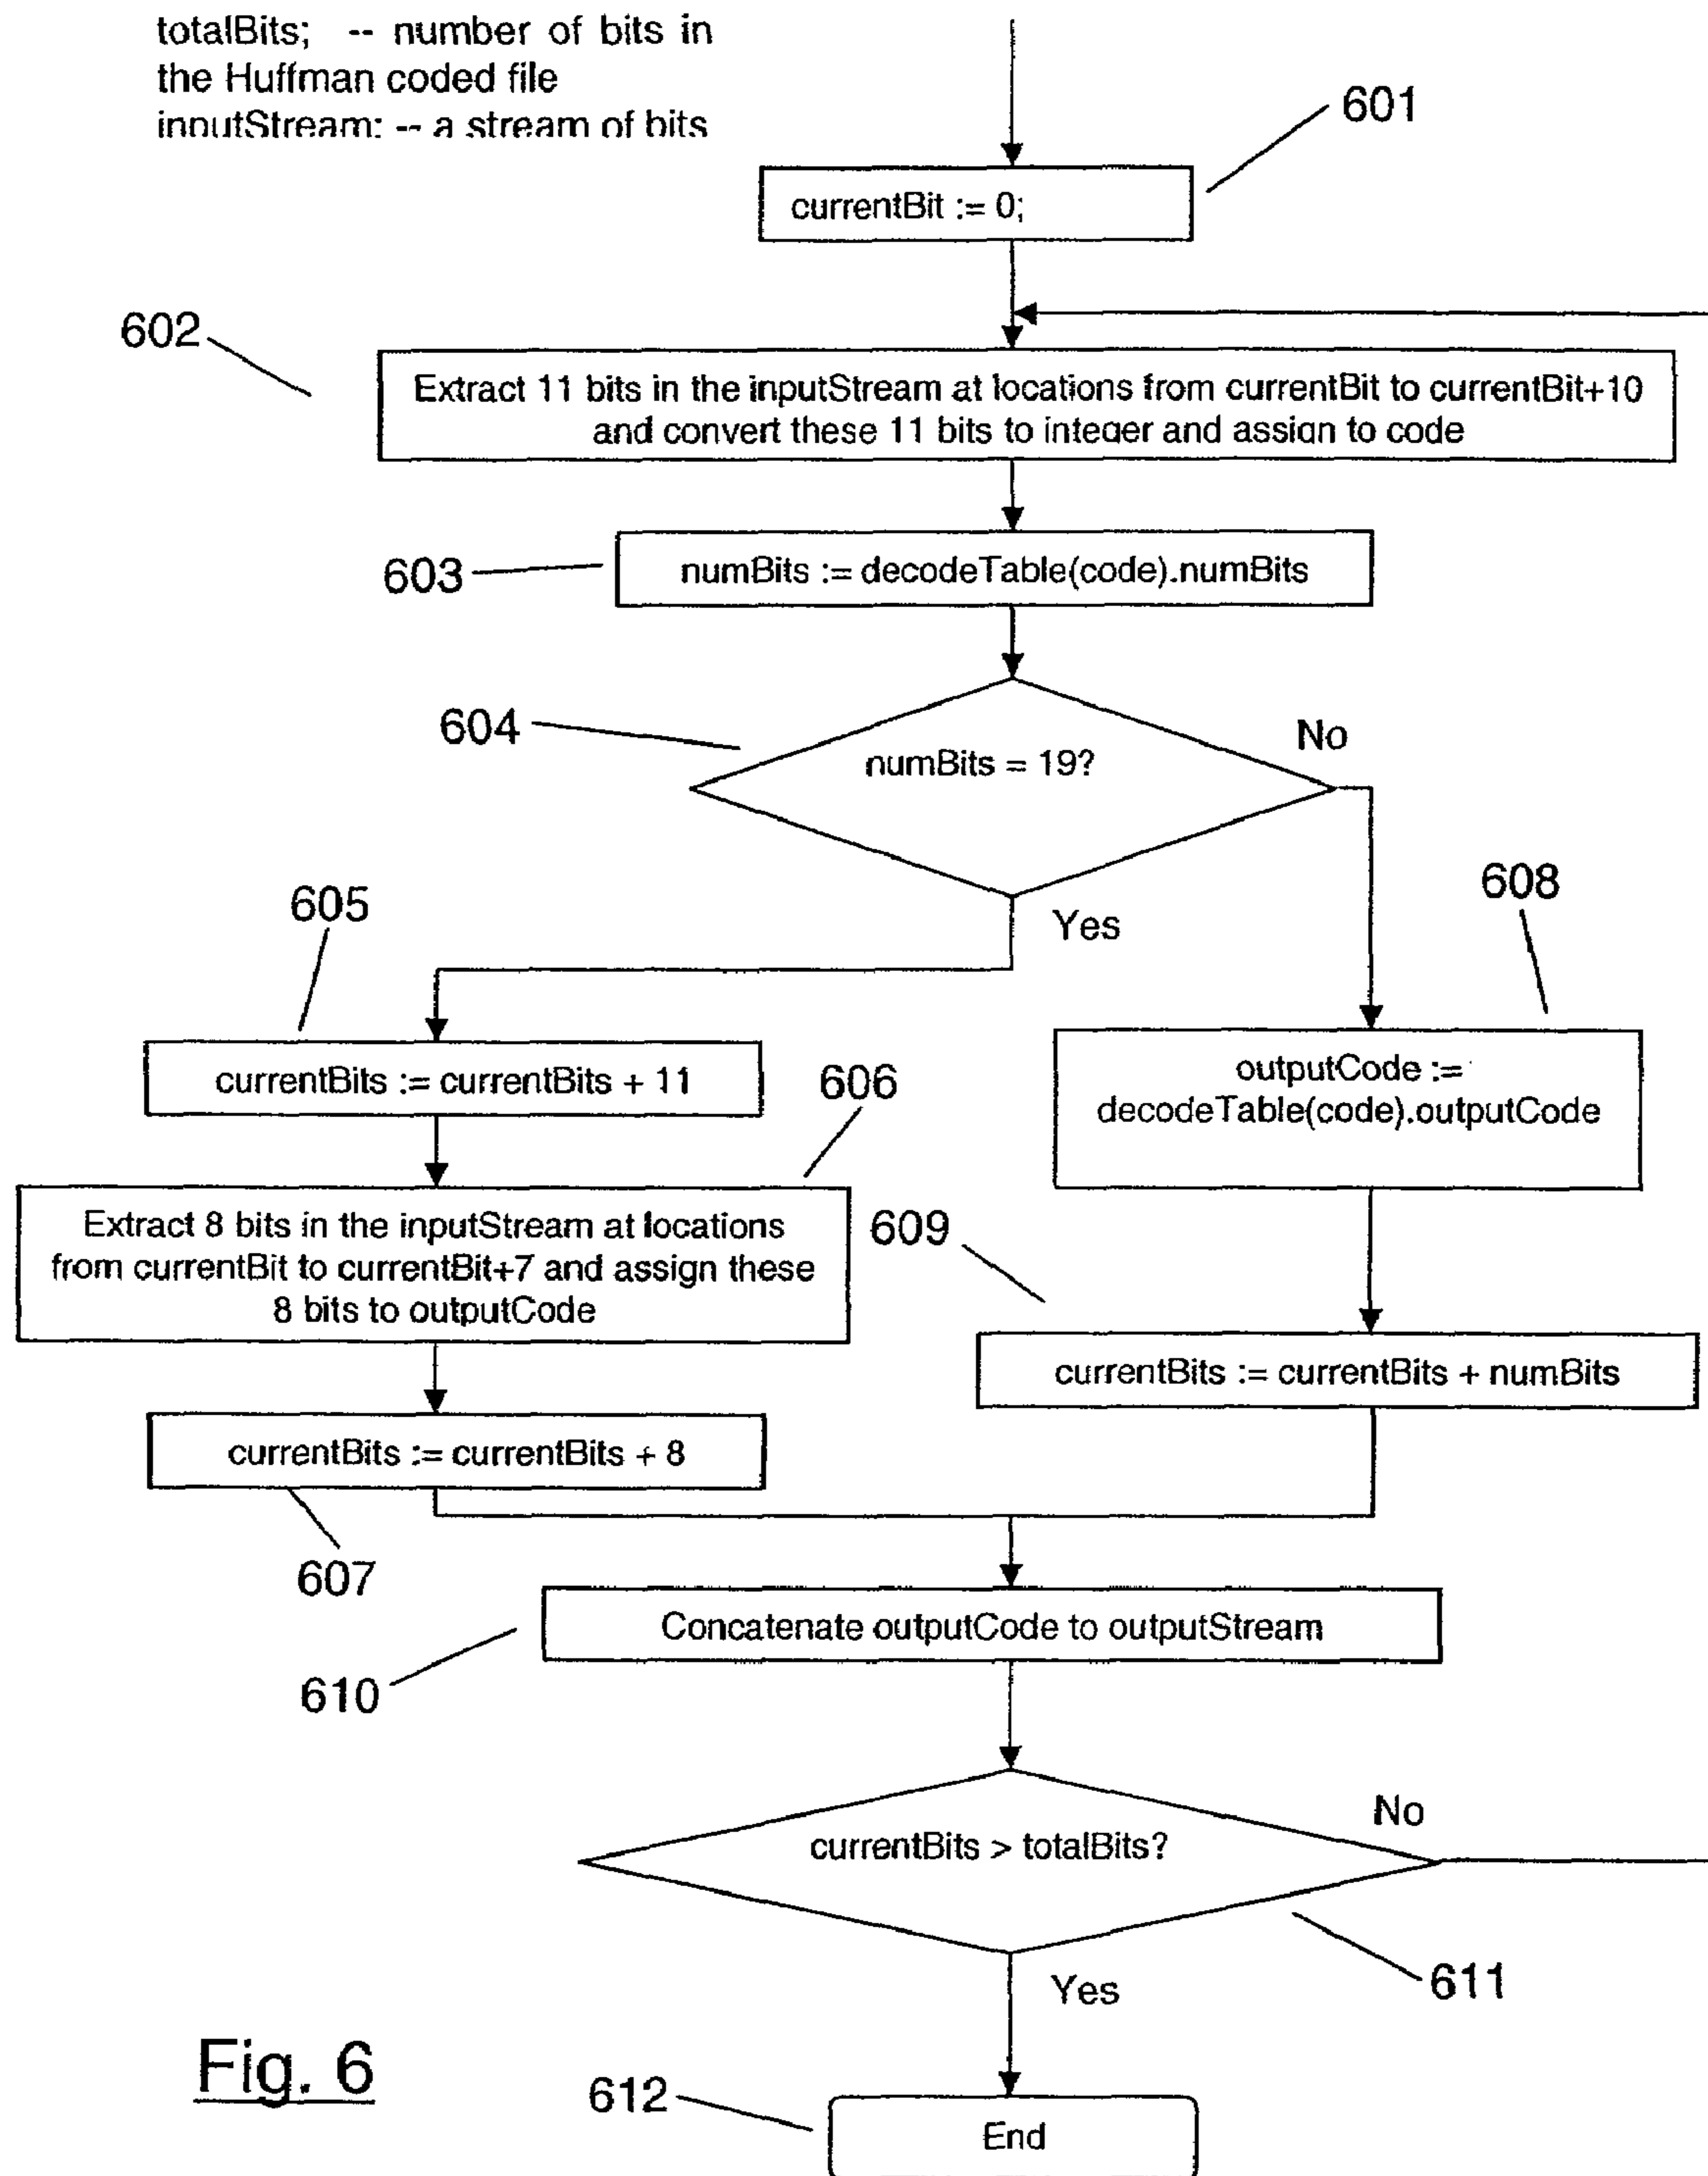 totalBits; -- number of bits in
the Huffman coded file
inputStream: -- a stream of bits
601
currentBit := 0;
602
Extract 11 bits in the inputStream at locations from currentBit to currentBit+10
and convert these 11 bits to integer and assign to code
603
numBits := decodeTable(code).numBits
604
numBits = 19?
No
Yes
605
608
currentBits := currentBits + 11
606
outputCode :=
decodeTable(code).outputCode
Extract 8 bits in the inputStream at locations
from currentBit to currentBit+7 and assign these
8 bits to outputCode
609
currentBits := currentBits + numBits
currentBits := currentBits + 8
607
Concatenate outputCode to outputStream
610
currentBits > totalBits?
No
611
Yes
Fig. 6
612
End